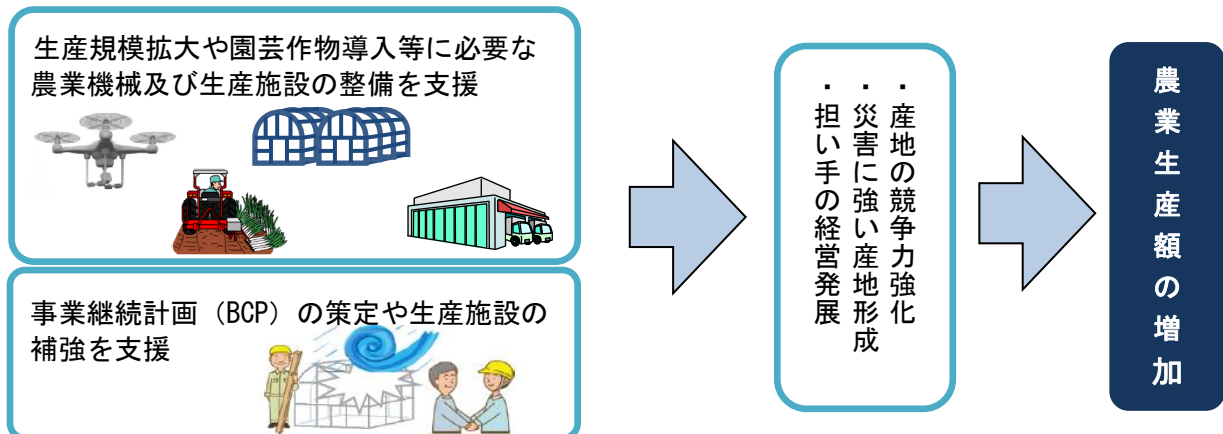 生産規模拡大や園芸作物導入等に必要な
農業機械及び生産施設の整備を支援
事業継続計画（BCP）の策定や生産施設の
補強を支援
・産地の競争力強化
・災害に強い産地形成
・担い手の経営発展
農業生産額の増加